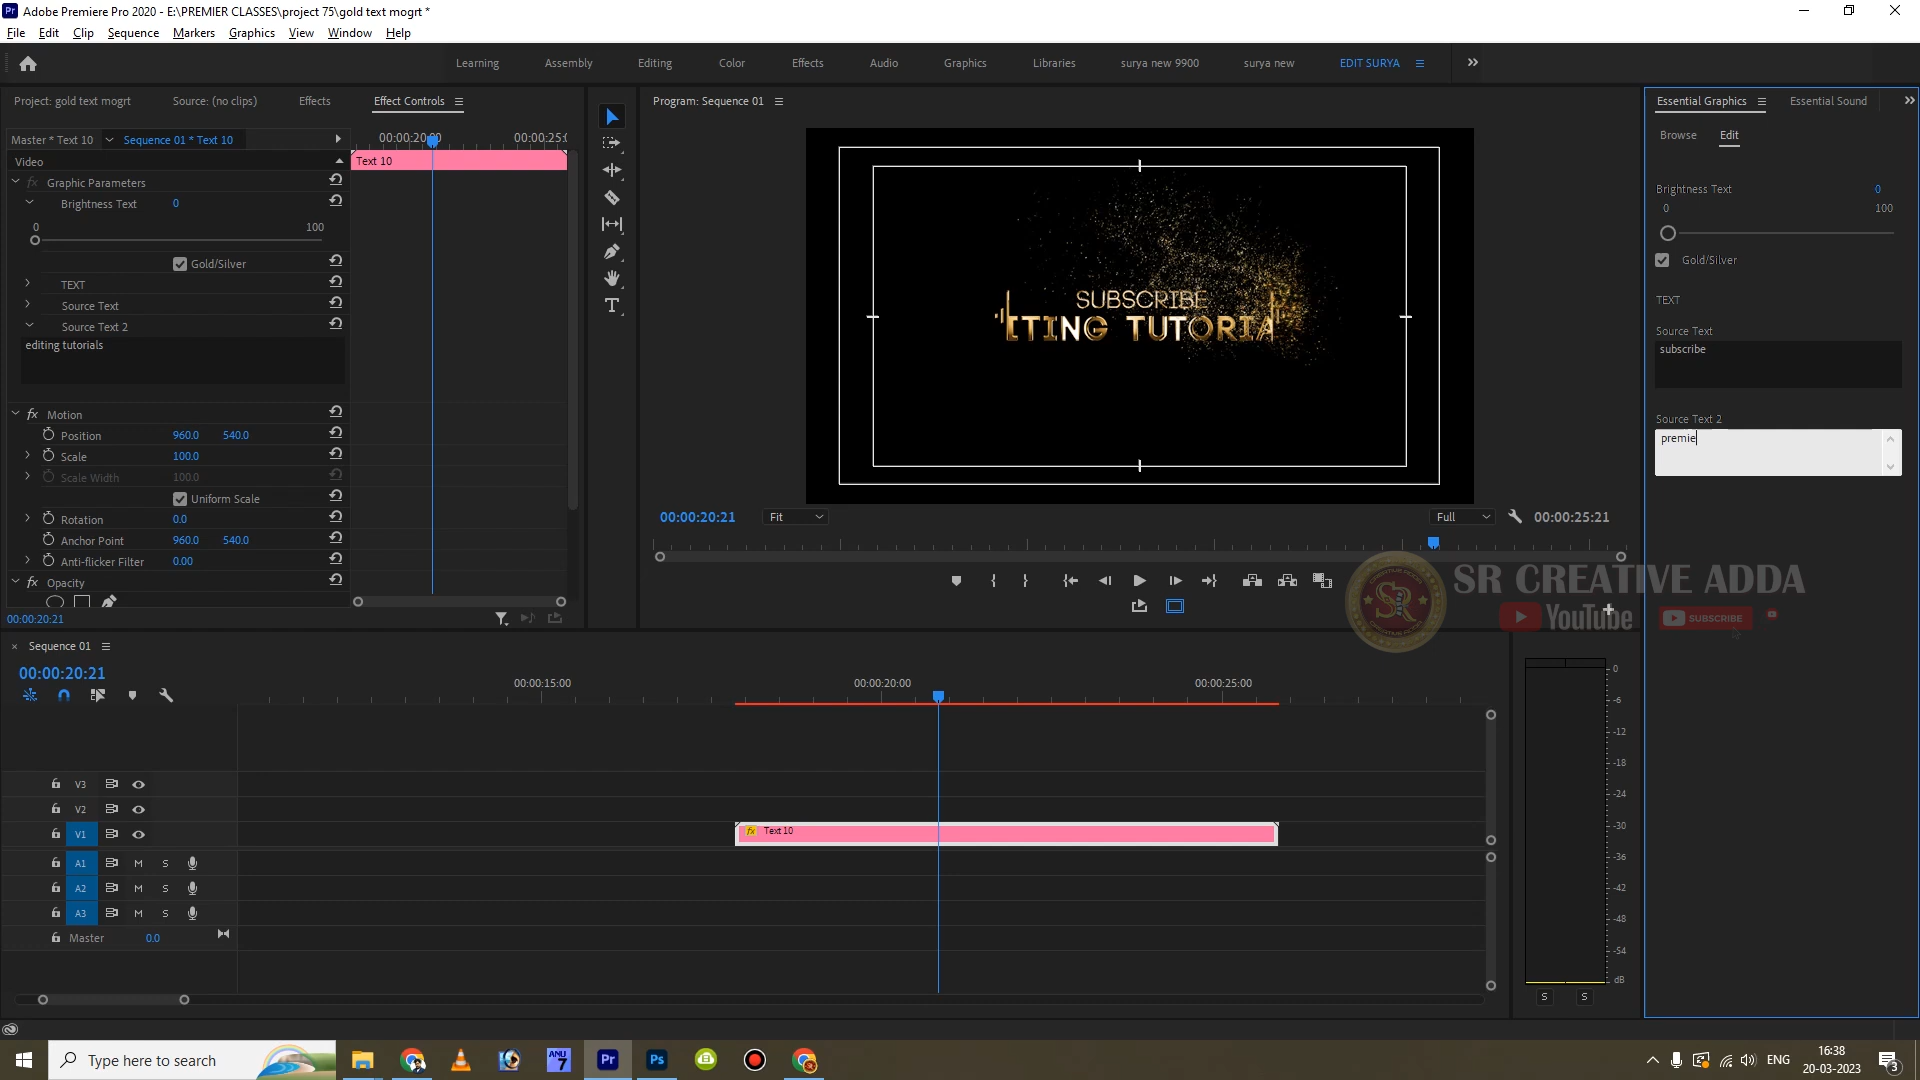 Adobe Premiere Pro 2020 - E:\PREMIER CLASSES\project 75\gold text mogrt *
File Edit Clip Sequence Markers Graphics View Window Help
Learning Assembly Editing Color Effects Audio Graphics Libraries surya new 9900 surya new EDIT SURYA
Project: gold text mogrt Source: (no clips) Effects Effect Controls
Master * Text 10 Sequence 01 * Text 10
00:00:20:00 00:00:25:0
Video
Text 10
Graphic Parameters
Brightness Text 0
0 100
Gold/Silver
TEXT
Source Text
Source Text 2
editing tutorials
Motion
Position 960.0 540.0
Scale 100.0
Scale Width 100.0
Uniform Scale
Rotation 0.0
Anchor Point 960.0 540.0
Anti-flicker Filter 0.00
Opacity
00:00:20:21
Program: Sequence 01
SUBSCRIBE
TING TUTORIA
00:00:20:21 Fit Full 00:00:25:21
Essential Graphics Essential Sound
Browse Edit
Brightness Text 0
0 100
Gold/Silver
TEXT
Source Text
subscribe
Source Text 2
premie
SR CREATIVE ADDA
YouTube SUBSCRIBE
Sequence 01
00:00:20:21
00:00:15:00 00:00:20:00 00:00:25:00
V3
V2
V1
Text 10
A1 M S
A2 M S
A3 M S
Master 0.0
0
-6
-12
-18
-24
-30
-36
-42
-48
-54
dB
S S
Type here to search
ANU 7
Pr
Ps
ENG
16:38
20-03-2023
3